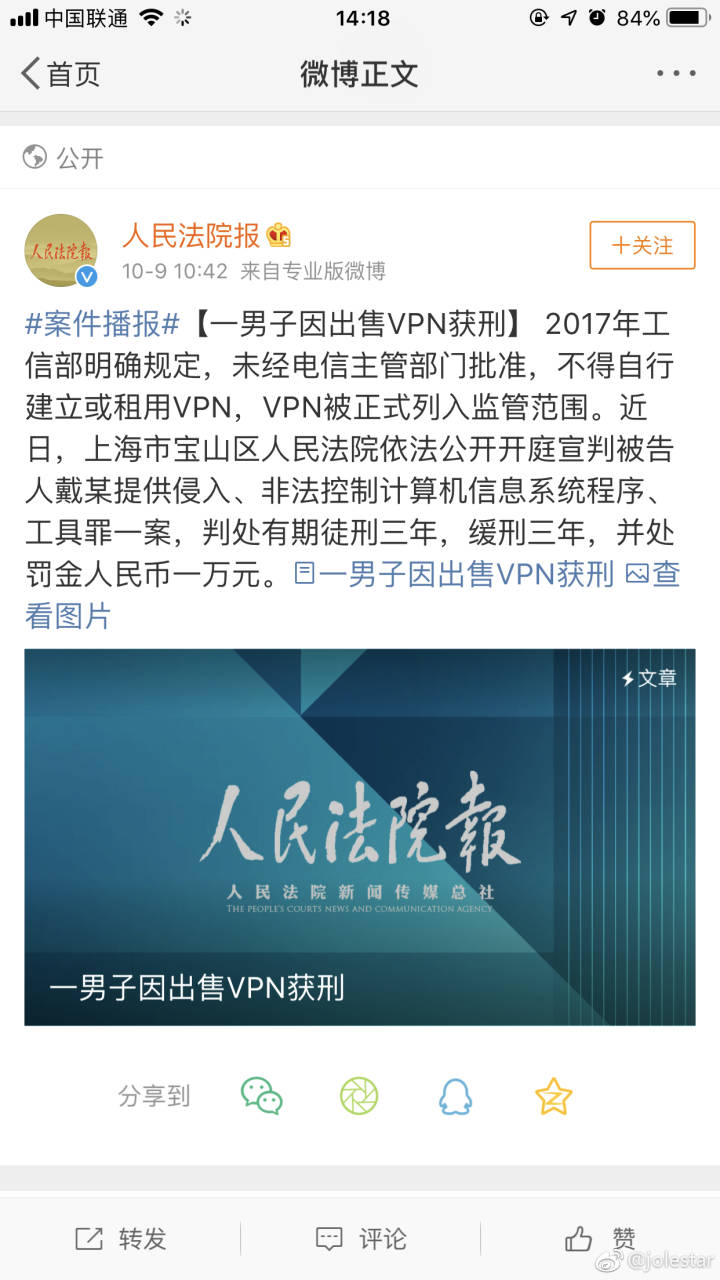 中国联通
14:18
84%
首页
微博正文
公开
人民法院报
人民法院报
10-9 10:42 来自专业版微博
十关注
#案件播报#【一男子因出售VPN获刑】 2017年工
信部明确规定，未经电信主管部门批准，不得自行
建立或租用VPN，VPN被正式列入监管范围。近
日，上海市宝山区人民法院依法公开开庭宣判被告
人戴某提供侵入、非法控制计算机信息系统程序、
工具罪一案，判处有期徒刑三年，缓刑三年，并处
罚金人民币一万元。一男子因出售VPN获刑 查
看图片
文章
人民法院報
人民法院新闻传媒总社
THE PEOPLE'S COURTS NEWS AND COMMUNICATION AGENCY
一男子因出售VPN获刑
分享到
转发
评论
赞
@jolestar